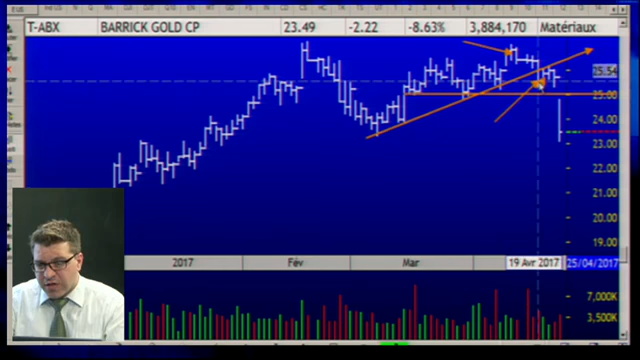 T-ABX BARRICK GOLD CP 23.49 -2.22 -8.63% 3,884,170 Matériaux
25.54
25.00
24.00
23.00
22.00
21.00
20.00
19.00
2017 Fév Mar 19 Avr 2017 25/04/2017
7,000K
5,250K
3,500K